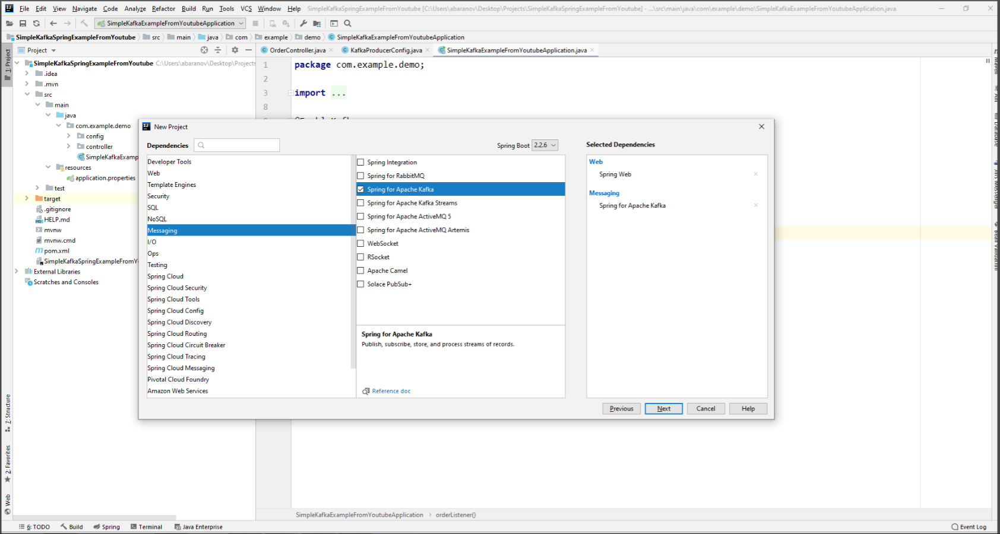 File Edit View Navigate Code Analyze Refactor Build Run Tools VCS Window Help SimpleKafkaSpringExampleFromYoutube [C:\Users\abaranov\Desktop\Projects\SimpleKafkaSpringExampleFromYoutube] - ...\src\main\java\com\example\demo\SimpleKafkaExampleFromYoutubeApplication.java
SimpleKafkaExampleFromYoutubeApplication
SimpleKafkaSpringExampleFromYoutube src main java com example demo SimpleKafkaExampleFromYoutubeApplication
Project
OrderController.java KafkaProducerConfig.java SimpleKafkaExampleFromYoutubeApplication.java
1: Project
SimpleKafkaSpringExampleFromYoutube C:\Users\abaranov\Desktop\Projects
.idea
.mvn
src
main
java
com.example.demo
config
controller
SimpleKafkaExamp
resources
application.properties
test
target
.gitignore
HELP.md
mvnw
mvnw.cmd
pom.xml
SimpleKafkaSpringExampleFromY
External Libraries
Scratches and Consoles
1 package com.example.demo;
2
3 import ...
8
New Project
Dependencies
Spring Boot 2.2.6
Selected Dependencies
Developer Tools
Web
Template Engines
Security
SQL
NoSQL
Messaging
I/O
Ops
Testing
Spring Cloud
Spring Cloud Security
Spring Cloud Tools
Spring Cloud Config
Spring Cloud Discovery
Spring Cloud Routing
Spring Cloud Circuit Breaker
Spring Cloud Tracing
Spring Cloud Messaging
Pivotal Cloud Foundry
Amazon Web Services
Spring Integration
Spring for RabbitMQ
Spring for Apache Kafka
Spring for Apache Kafka Streams
Spring for Apache ActiveMQ 5
Spring for Apache ActiveMQ Artemis
WebSocket
RSocket
Apache Camel
Solace PubSub+
Spring for Apache Kafka
Publish, subscribe, store, and process streams of records.
Reference doc
Web
Spring Web
Messaging
Spring for Apache Kafka
Previous Next Cancel Help
Maven
Ant
Database
Bean Validation
7: Structure
2: Favorites
Web
SimpleKafkaExampleFromYoutubeApplication › orderListener()
6: TODO Build Spring Terminal Java Enterprise Event Log